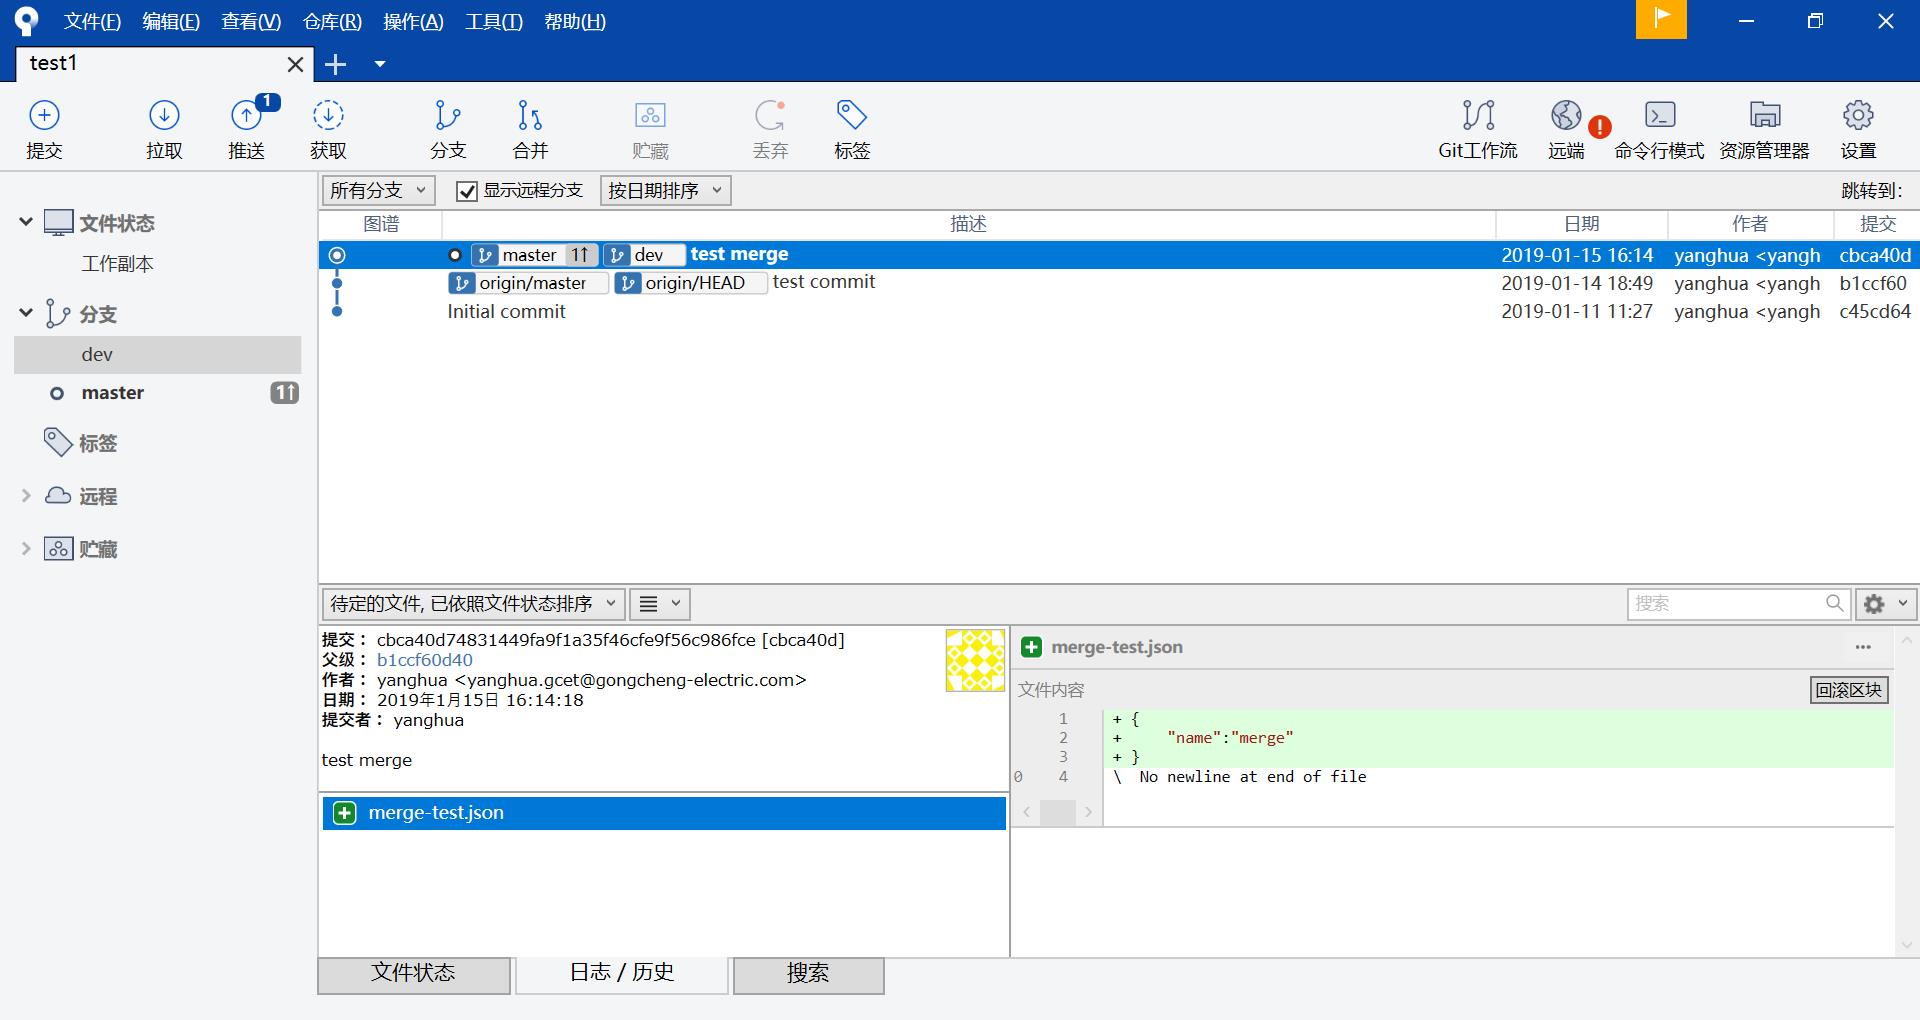 文件(F) 编辑(E) 查看(V) 仓库(R) 操作(A) 工具(T) 帮助(H)
test1
1
提交 拉取 推送 获取 分支 合并 贮藏 丢弃 标签 Git工作流 远端 命令行模式 资源管理器 设置
所有分支 显示远程分支 按日期排序 跳转到:
图谱 描述 日期 作者 提交
master 1↑ dev test merge 2019-01-15 16:14 yanghua <yangh cbca40d
origin/master origin/HEAD test commit 2019-01-14 18:49 yanghua <yangh b1ccf60
Initial commit 2019-01-11 11:27 yanghua <yangh c45cd64
文件状态
工作副本
分支
dev
master 1↑
标签
远程
贮藏
待定的文件, 已依照文件状态排序 搜索
提交： cbca40d74831449fa9f1a35f46cfe9f56c986fce [cbca40d]
父级： b1ccf60d40
作者： yanghua <yanghua.gcet@gongcheng-electric.com>
日期： 2019年1月15日 16:14:18
提交者： yanghua
test merge
merge-test.json
merge-test.json ...
文件内容 回滚区块
1 + {
2 + "name":"merge"
3 + }
0 4 \ No newline at end of file
文件状态 日志 / 历史 搜索